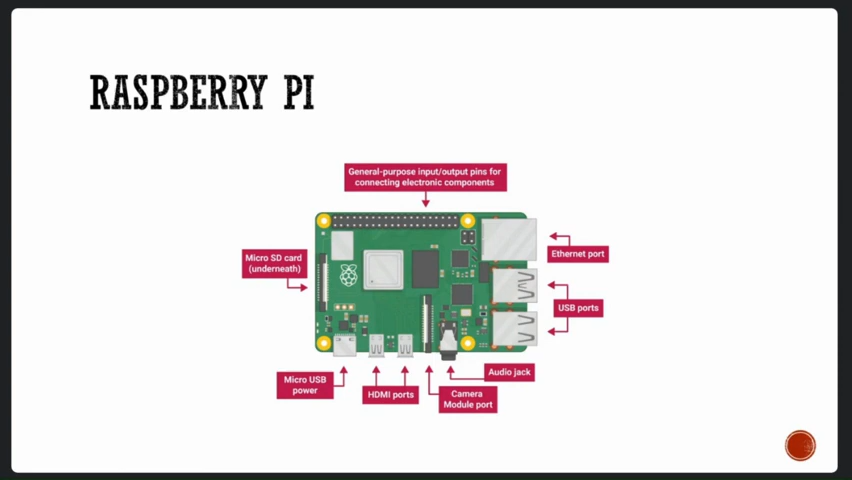 RASPBERRY PI
General-purpose input/output pins for
connecting electronic components
Micro SD card
(underneath)
Ethernet port
USB ports
Micro USB
power
HDMI ports
Camera
Module port
Audio jack